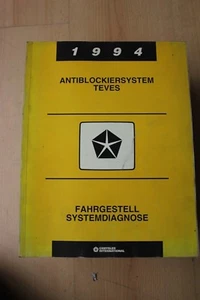 1994
ANTIBLOCKIERSYSTEM
TEVES
FAHRGESTELL
SYSTEMDIAGNOSE
CHRYSLER
INTERNATIONAL